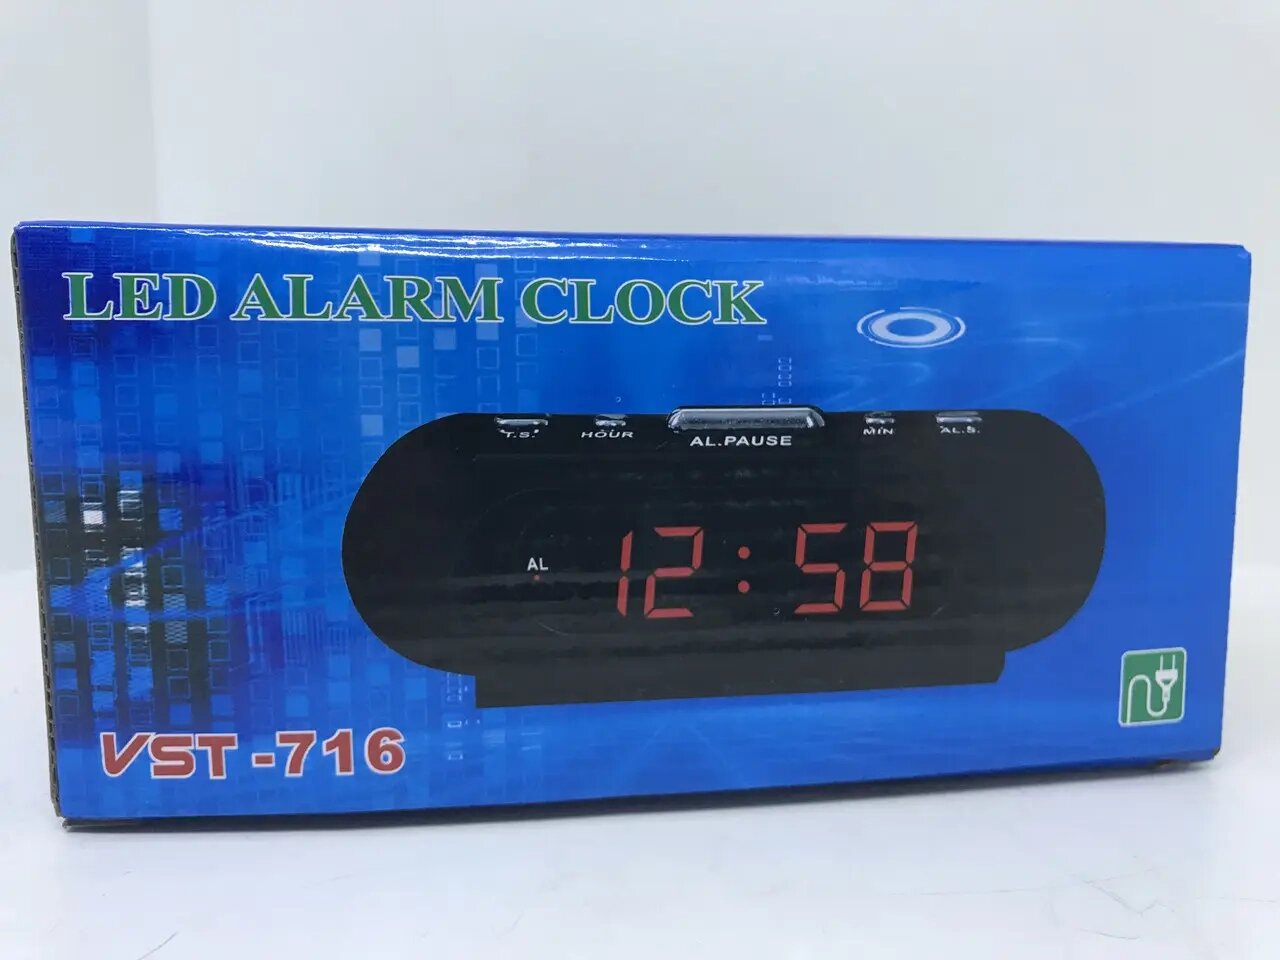 LED ALARM CLOCK
T.S. HOUR AL.PAUSE MIN AL.S.
AL 12:58
VST-716